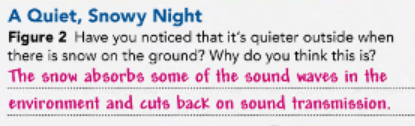 A Quiet, Snowy Night
Figure 2 Have you noticed that it's quieter outside when
there is snow on the ground? Why do you think this is?
The snow absorbs some of the sound waves in the
environment and cuts back on sound transmission.